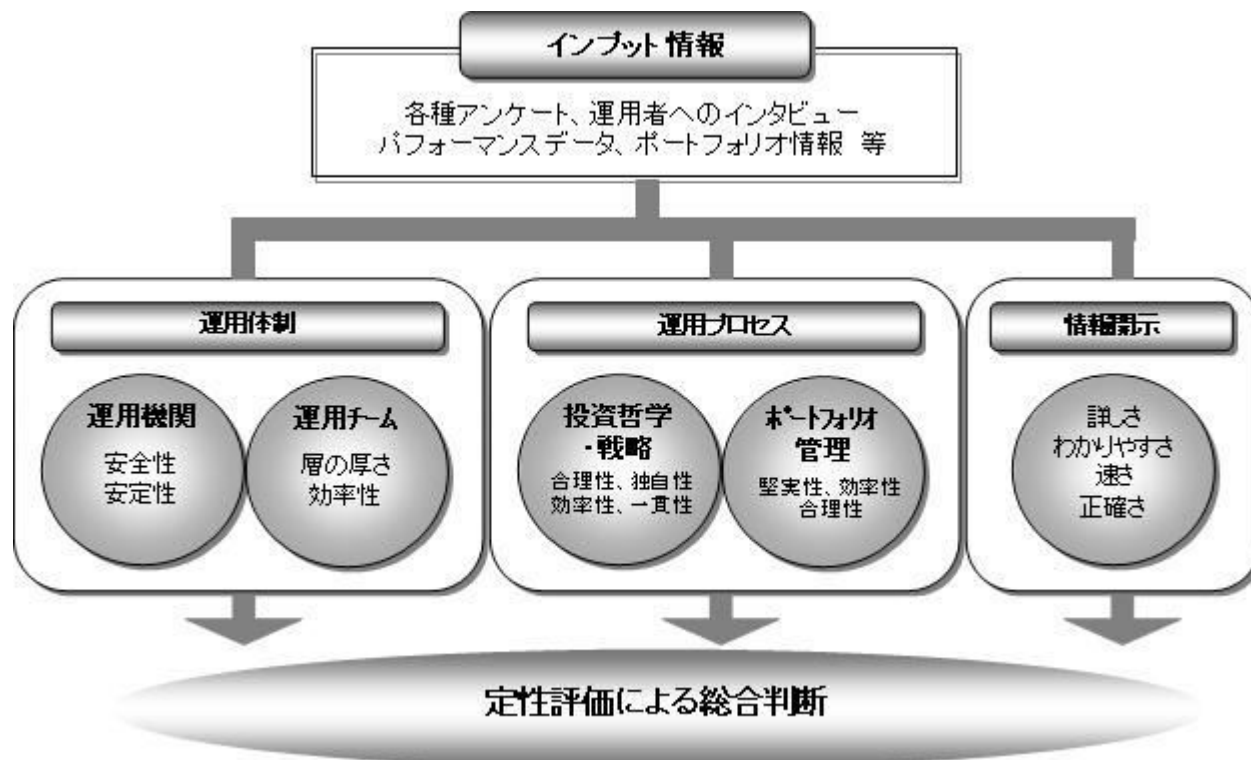 インプット情報
各種アンケート、運用者へのインタビュー
パフォーマンスデータ、ポートフォリオ情報 等
運用体制
運用機関
安全性
安定性
運用チーム
層の厚さ
効率性
運用プロセス
投資哲学
・戦略
合理性、独自性
効率性、一貫性
ポートフォリオ
管理
堅実性、効率性
合理性
情報開示
詳しさ
わかりやすさ
速さ
正確さ
定性評価による総合判断